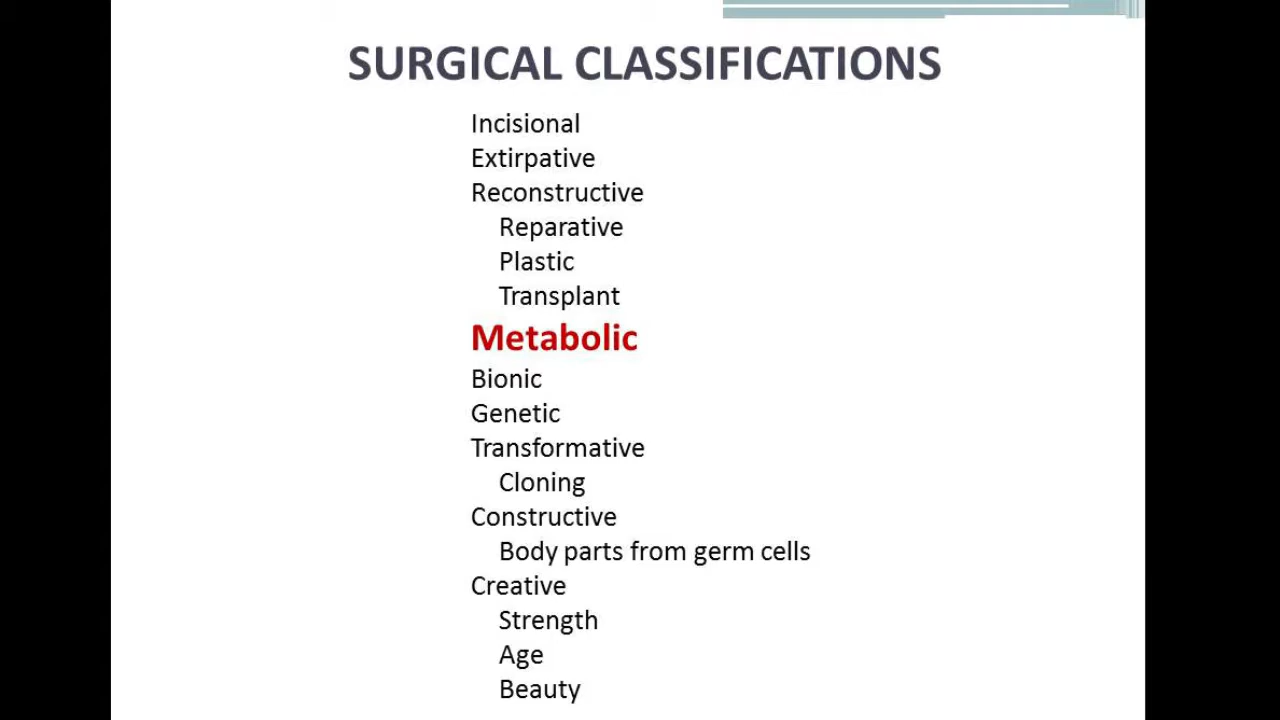 SURGICAL CLASSIFICATIONS
Incisional
Extirpative
Reconstructive
Reparative
Plastic
Transplant
Metabolic
Bionic
Genetic
Transformative
Cloning
Constructive
Body parts from germ cells
Creative
Strength
Age
Beauty